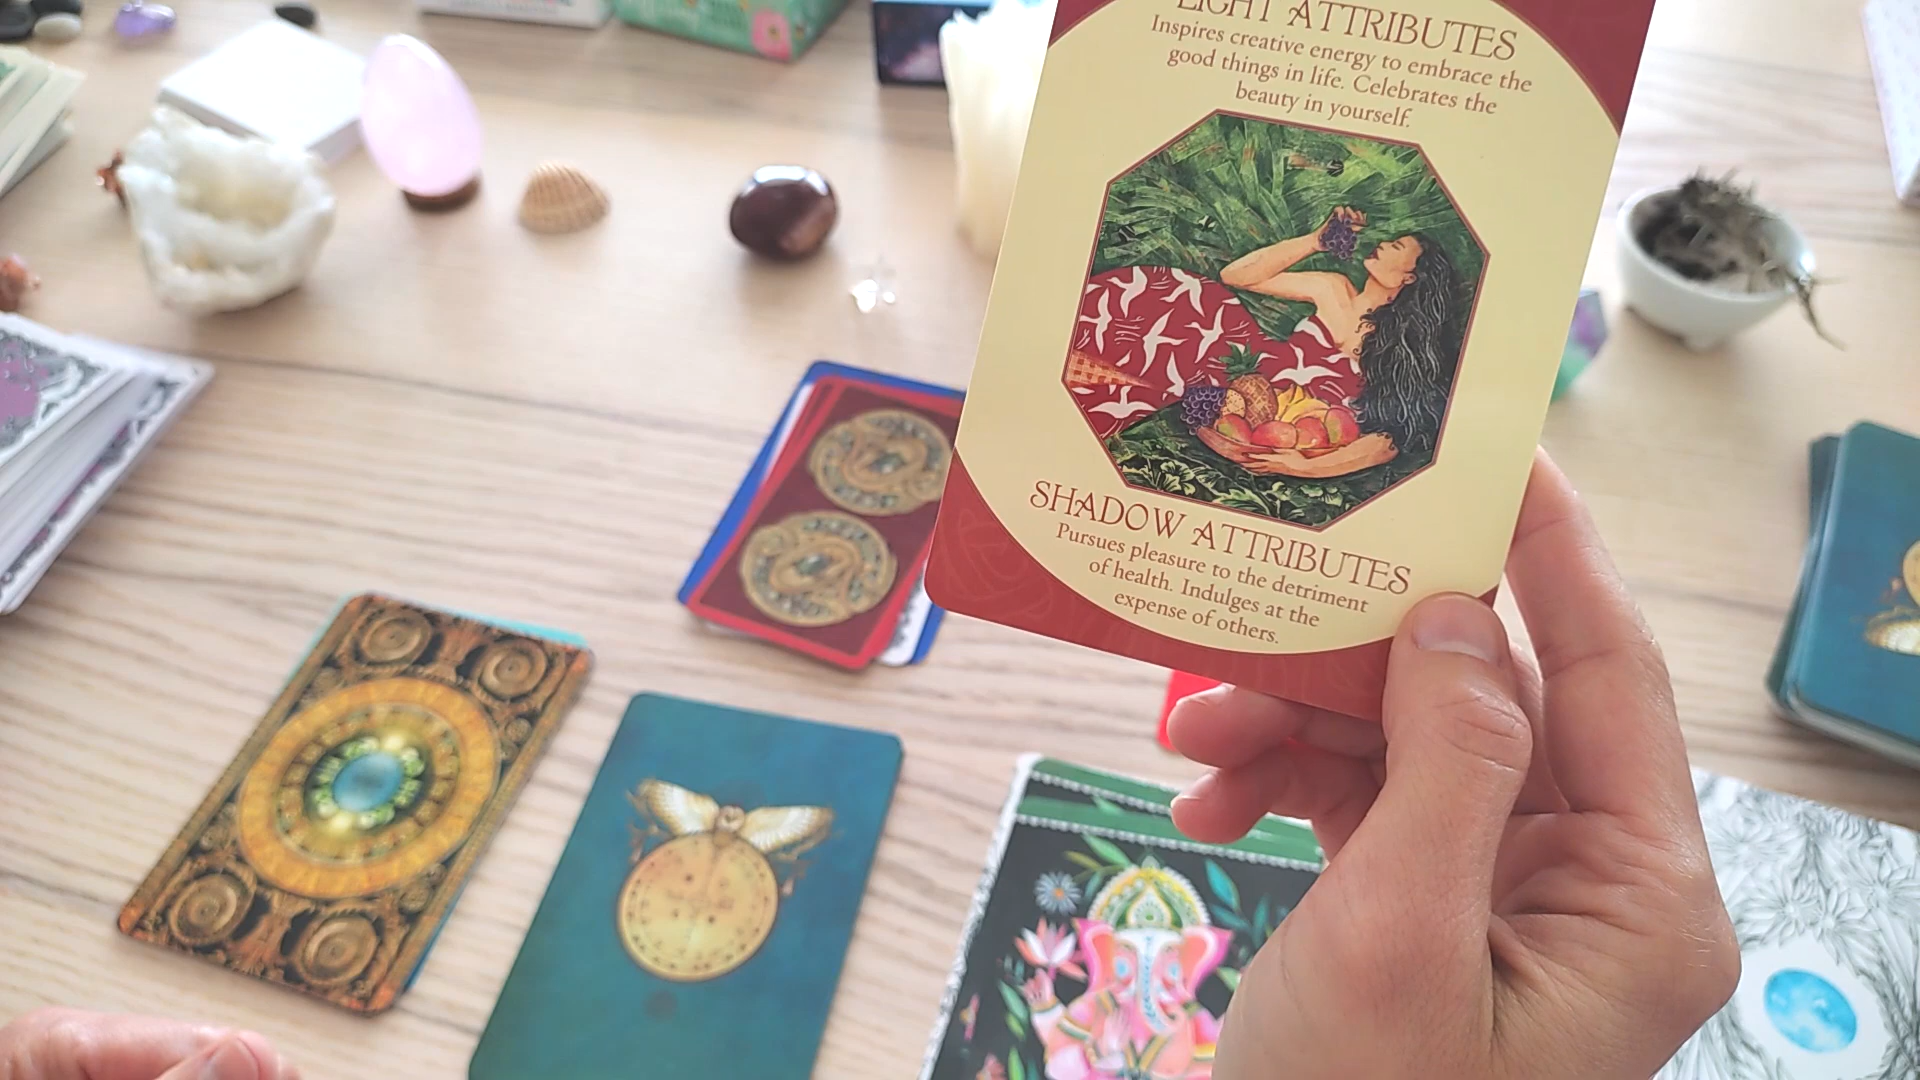 LIGHT ATTRIBUTES
Inspires creative energy to embrace the
good things in life. Celebrates the
beauty in yourself.
SHADOW ATTRIBUTES
Pursues pleasure to the detriment
of health. Indulges at the
expense of others.